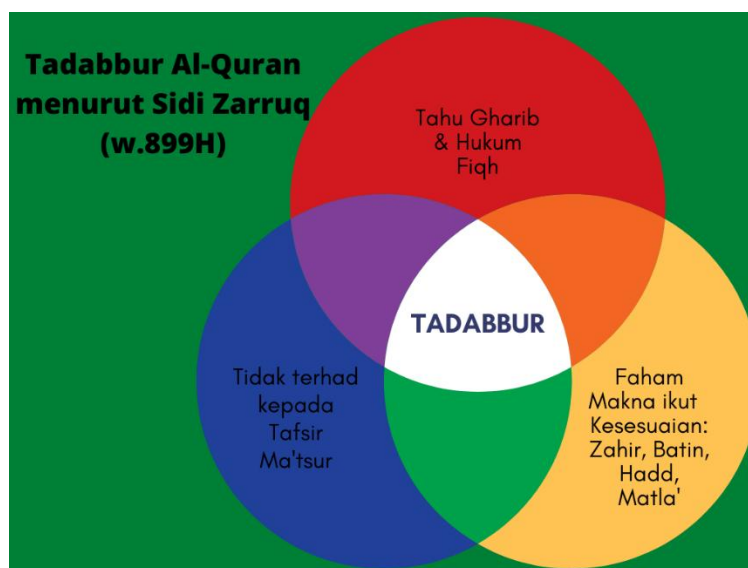 Tadabbur Al-Quran
menurut Sidi Zarruq
(w.899H)
Tahu Gharib
& Hukum
Fiqh
TADABBUR
Tidak terhad
kepada
Tafsir
Ma'tsur
Faham
Makna ikut
Kesesuaian:
Zahir, Batin,
Hadd,
Matla'